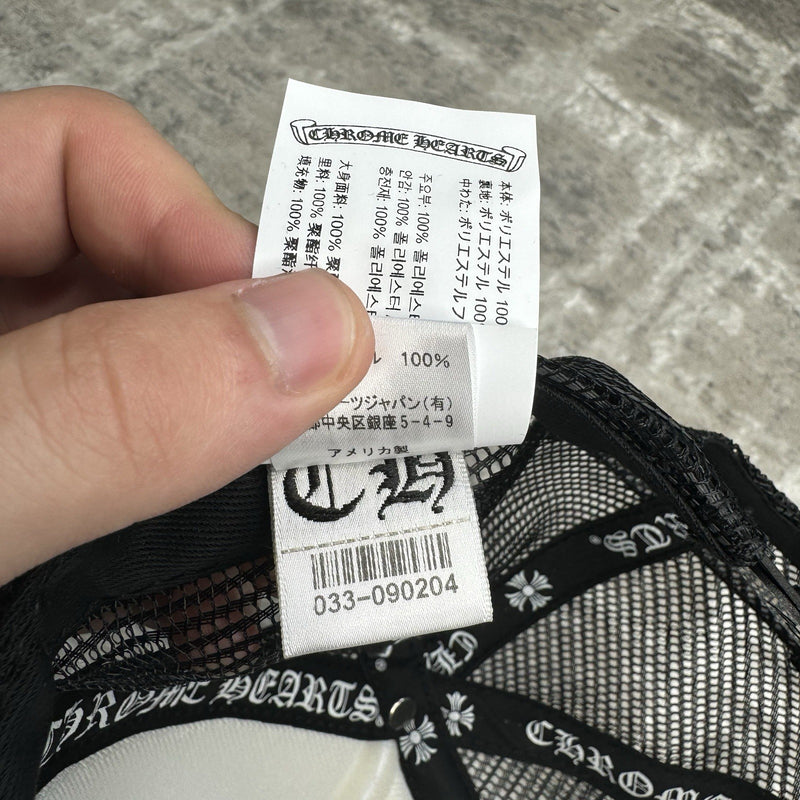 CHROME HEARTS
本体: ポリエステル 100
裏地: ポリエステル 100
中わた: ポリエステル フ
주요부: 100% 폴리에스터
안감: 100% 폴리에스터
충전재: 100% 폴리에스터
大身面料: 100% 聚
里料: 100% 聚酯纤
填充物: 100% 聚酯
ル 100%
ーツジャパン(有)
中央区銀座5-4-9
アメリカ製
CH
033-090204
CHROME HEARTS
CHROM